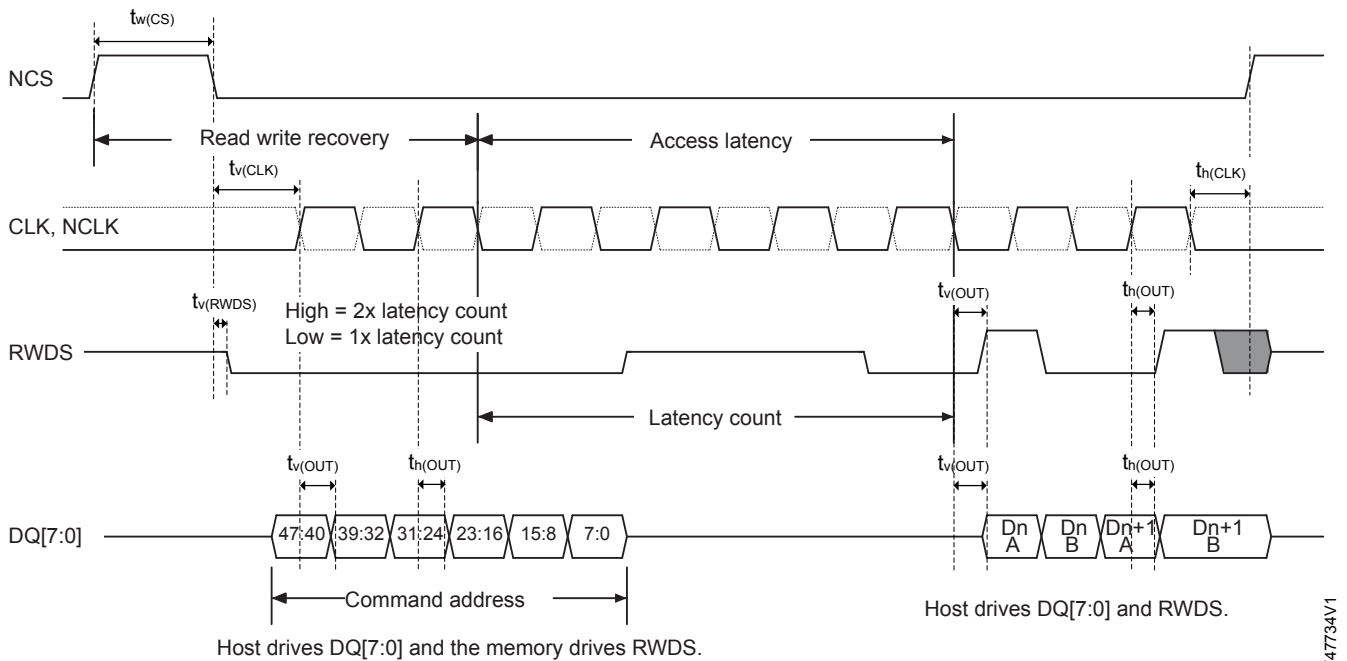 tw(CS)
NCS
Read write recovery
Access latency
tv(CLK)
th(CLK)
CLK, NCLK
tv(RWDS)
High = 2x latency count
Low = 1x latency count
tv(OUT)
th(OUT)
RWDS
Latency count
tv(OUT)
th(OUT)
tv(OUT)
th(OUT)
DQ[7:0]
47:40
39:32
31:24
23:16
15:8
7:0
Dn
A
Dn
B
Dn+1
A
Dn+1
B
Command address
Host drives DQ[7:0] and RWDS.
Host drives DQ[7:0] and the memory drives RWDS.
47734V1